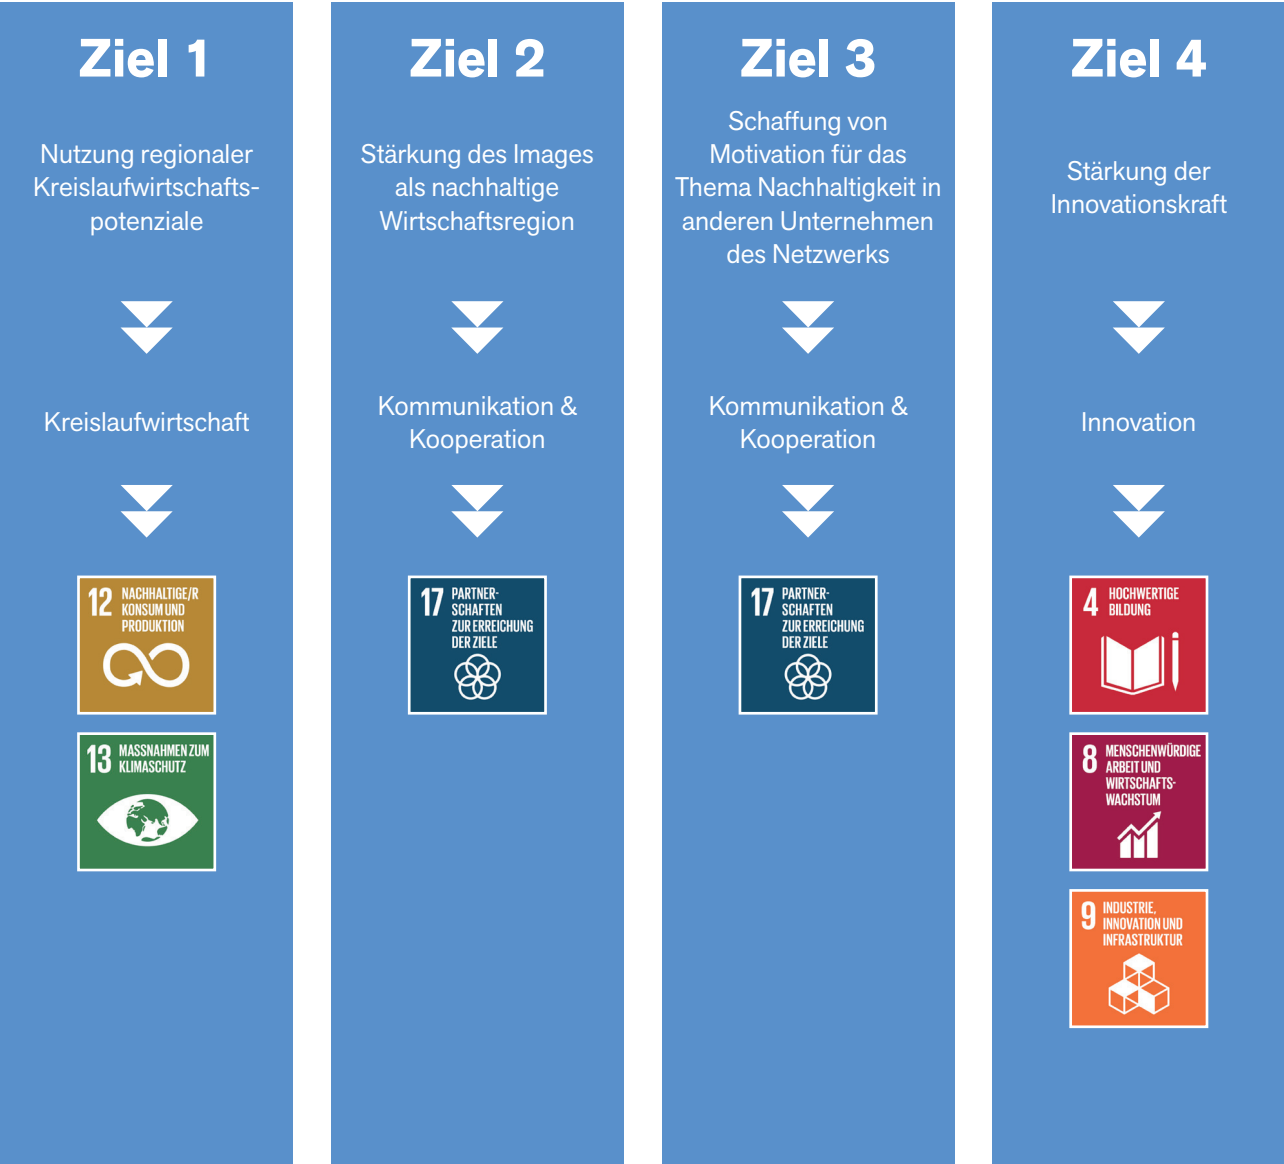 Ziel 1
Nutzung regionaler
Kreislaufwirtschafts-
potenziale
Kreislaufwirtschaft
12 NACHHALTIGE/R
KONSUM UND
PRODUKTION
13 MASSNAHMEN ZUM
KLIMASCHUTZ
Ziel 2
Stärkung des Images
als nachhaltige
Wirtschaftsregion
Kommunikation &
Kooperation
17 PARTNER-
SCHAFTEN
ZUR ERREICHUNG
DER ZIELE
Ziel 3
Schaffung von
Motivation für das
Thema Nachhaltigkeit in
anderen Unternehmen
des Netzwerks
Kommunikation &
Kooperation
17 PARTNER-
SCHAFTEN
ZUR ERREICHUNG
DER ZIELE
Ziel 4
Stärkung der
Innovationskraft
Innovation
4 HOCHWERTIGE
BILDUNG
8 MENSCHENWÜRDIGE
ARBEIT UND
WIRTSCHAFTS-
WACHSTUM
9 INDUSTRIE,
INNOVATION UND
INFRASTRUKTUR